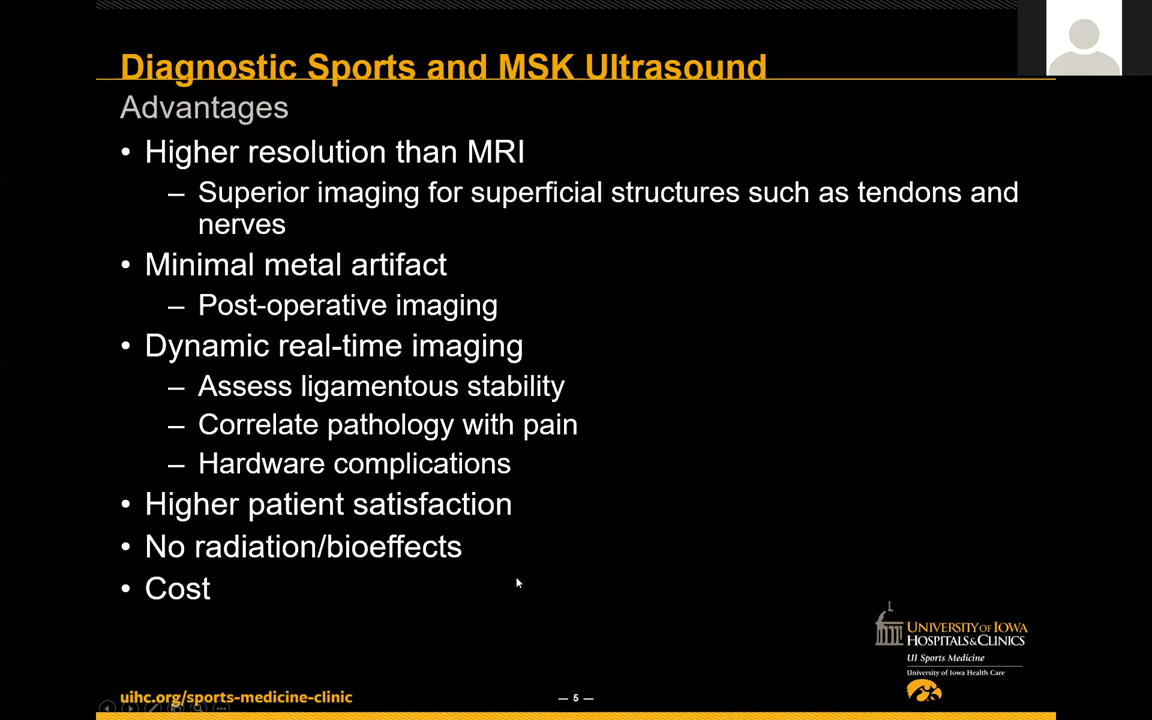 Diagnostic Sports and MSK Ultrasound
Advantages
• Higher resolution than MRI
– Superior imaging for superficial structures such as tendons and
nerves
• Minimal metal artifact
– Post-operative imaging
• Dynamic real-time imaging
– Assess ligamentous stability
– Correlate pathology with pain
– Hardware complications
• Higher patient satisfaction
• No radiation/bioeffects
• Cost
UNIVERSITY OF IOWA
HOSPITALS & CLINICS
UI Sports Medicine
University of Iowa Health Care
uihc.org/sports-medicine-clinic
— 5 —